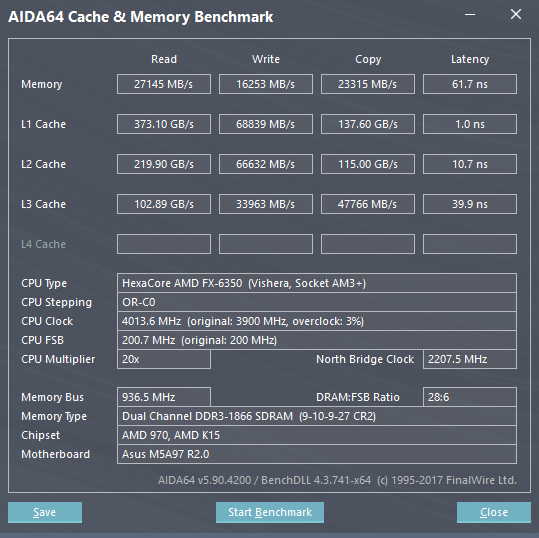 AIDA64 Cache & Memory Benchmark
Read Write Copy Latency
Memory 27145 MB/s 16253 MB/s 23315 MB/s 61.7 ns
L1 Cache 373.10 GB/s 68839 MB/s 137.60 GB/s 1.0 ns
L2 Cache 219.90 GB/s 66632 MB/s 115.00 GB/s 10.7 ns
L3 Cache 102.89 GB/s 33963 MB/s 47766 MB/s 39.9 ns
L4 Cache
CPU Type HexaCore AMD FX-6350 (Vishera, Socket AM3+)
CPU Stepping OR-C0
CPU Clock 4013.6 MHz (original: 3900 MHz, overclock: 3%)
CPU FSB 200.7 MHz (original: 200 MHz)
CPU Multiplier 20x North Bridge Clock 2207.5 MHz
Memory Bus 936.5 MHz DRAM:FSB Ratio 28:6
Memory Type Dual Channel DDR3-1866 SDRAM (9-10-9-27 CR2)
Chipset AMD 970, AMD K15
Motherboard Asus M5A97 R2.0
AIDA64 v5.90.4200 / BenchDLL 4.3.741-x64 (c) 1995-2017 FinalWire Ltd.
Save Start Benchmark Close